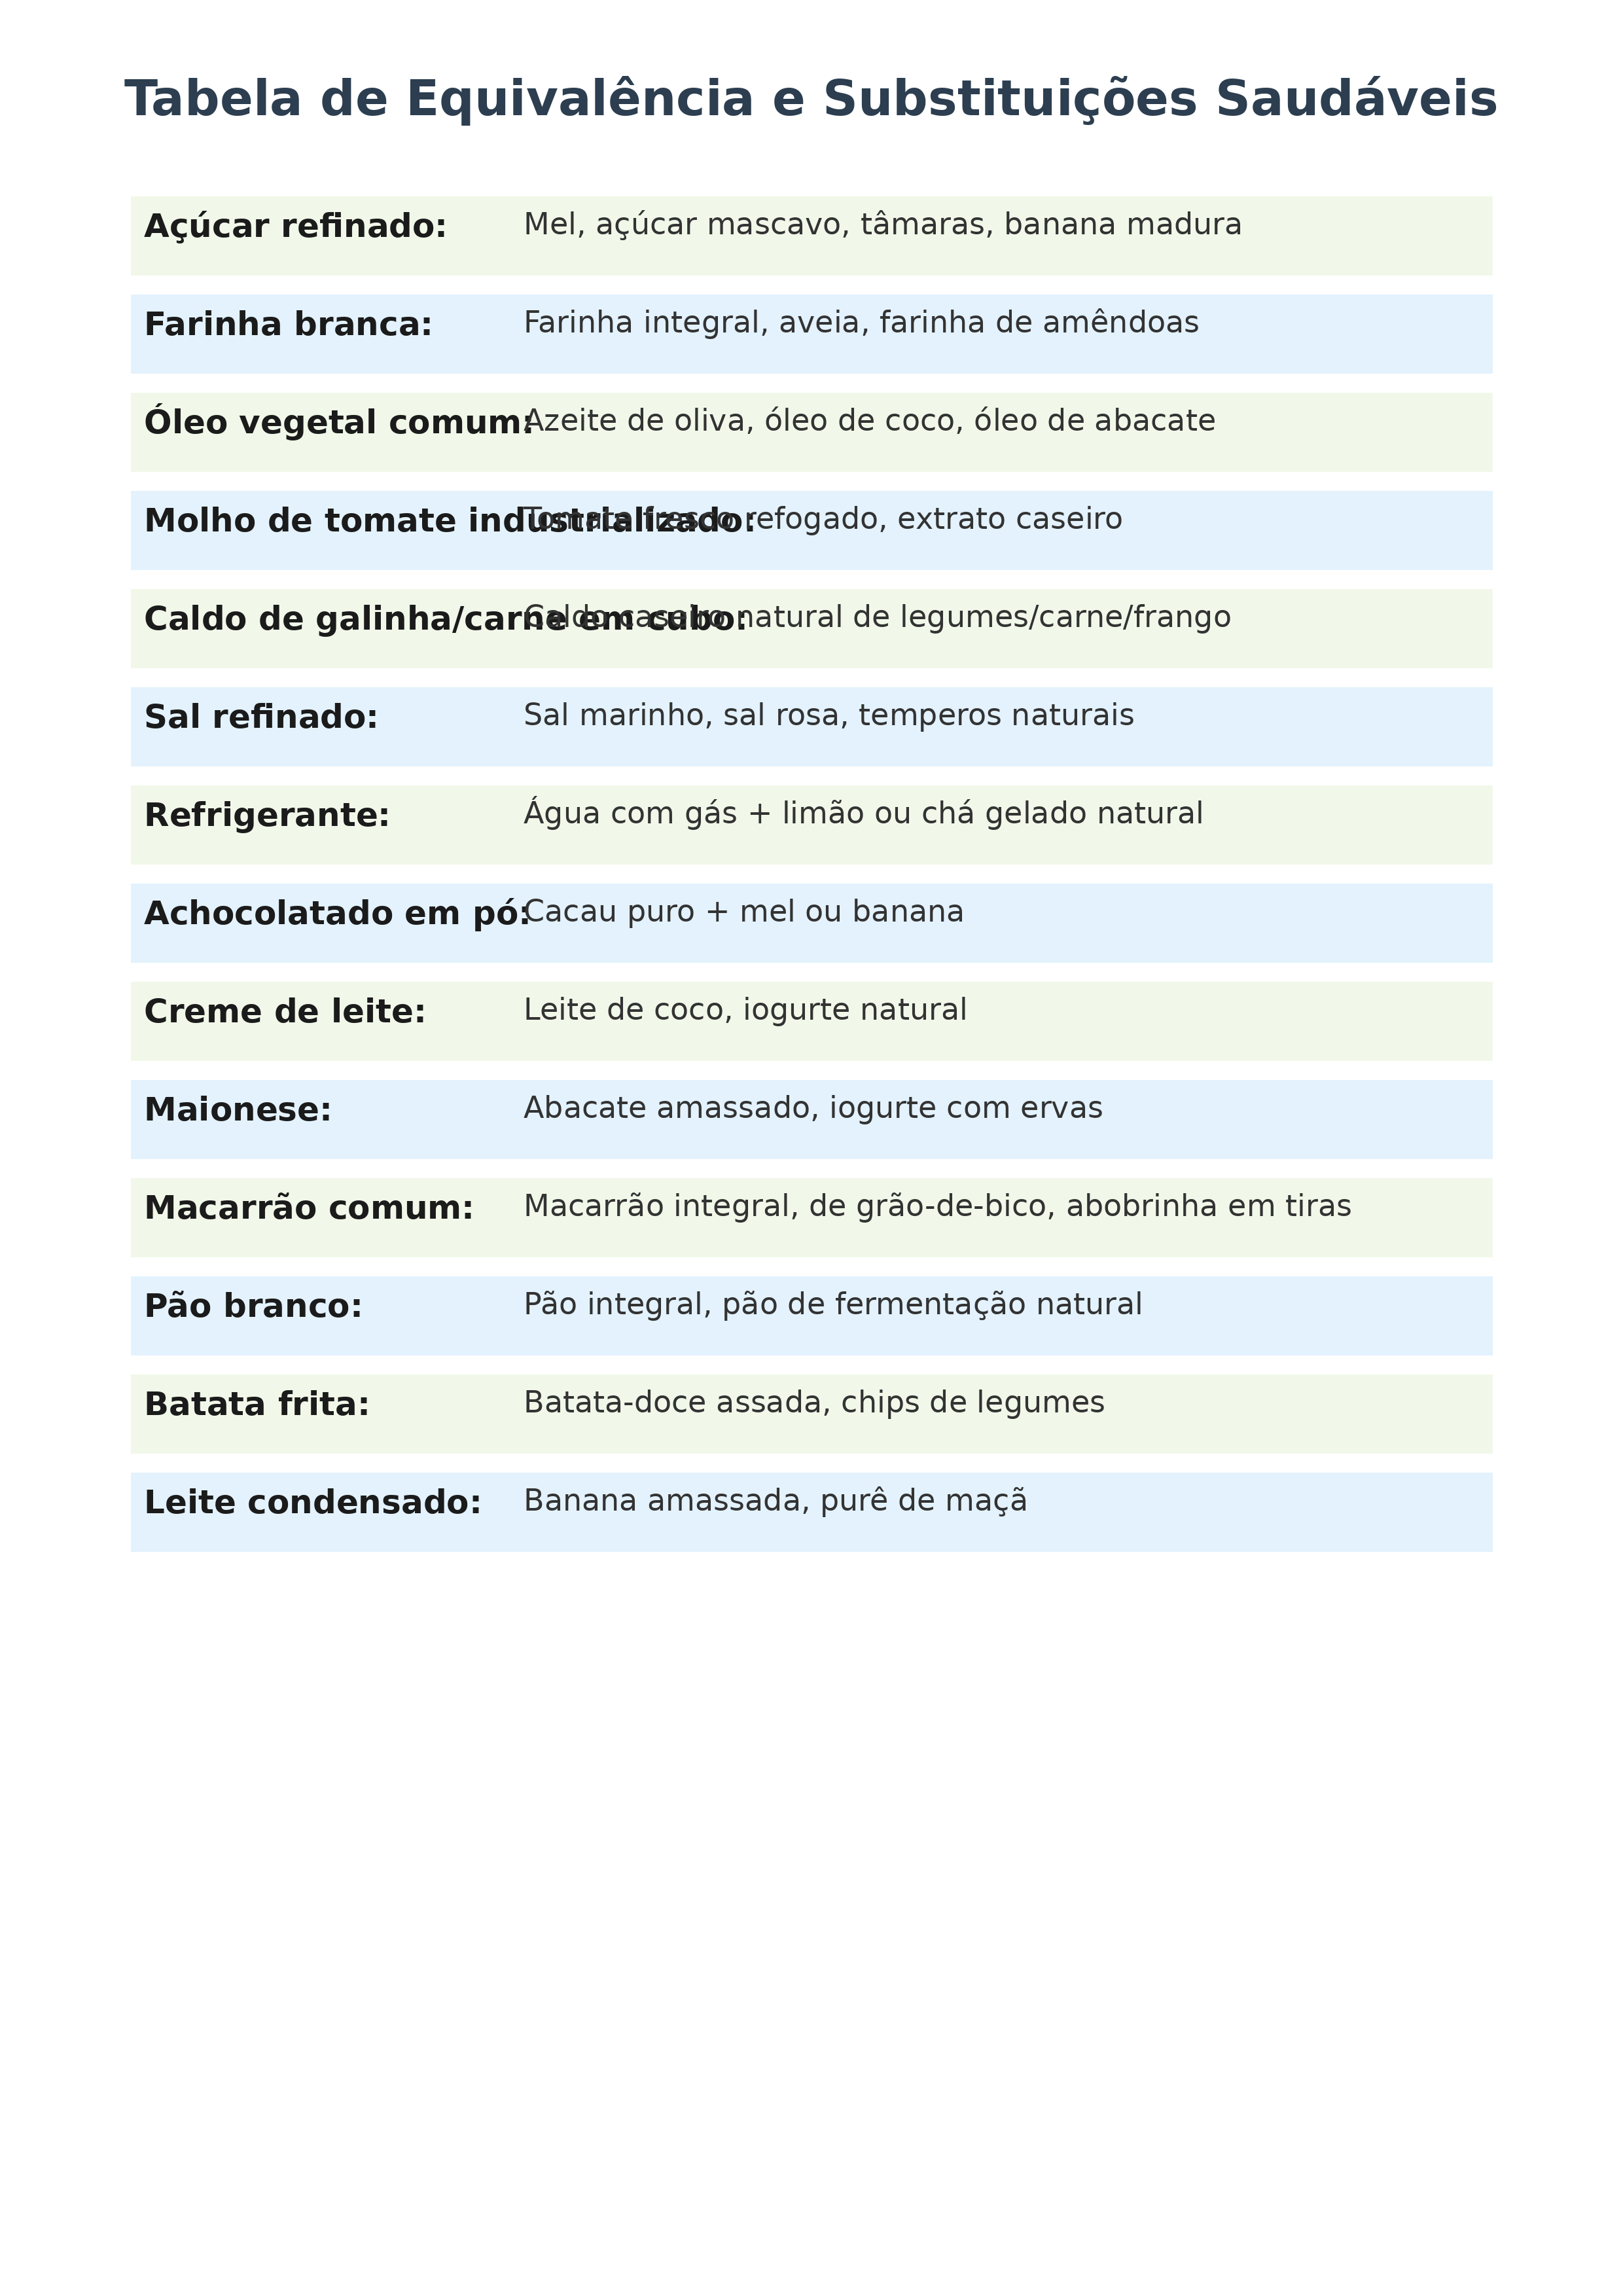 Tabela de Equivalência e Substituições Saudáveis
Açúcar refinado: Mel, açúcar mascavo, tâmaras, banana madura
Farinha branca: Farinha integral, aveia, farinha de amêndoas
Óleo vegetal comum: Azeite de oliva, óleo de coco, óleo de abacate
Molho de tomate industrializado: Tomate fresco refogado, extrato caseiro
Caldo de galinha/carne em cubo: Caldo caseiro natural de legumes/carne/frango
Sal refinado: Sal marinho, sal rosa, temperos naturais
Refrigerante: Água com gás + limão ou chá gelado natural
Achocolatado em pó: Cacau puro + mel ou banana
Creme de leite: Leite de coco, iogurte natural
Maionese: Abacate amassado, iogurte com ervas
Macarrão comum: Macarrão integral, de grão-de-bico, abobrinha em tiras
Pão branco: Pão integral, pão de fermentação natural
Batata frita: Batata-doce assada, chips de legumes
Leite condensado: Banana amassada, purê de maçã